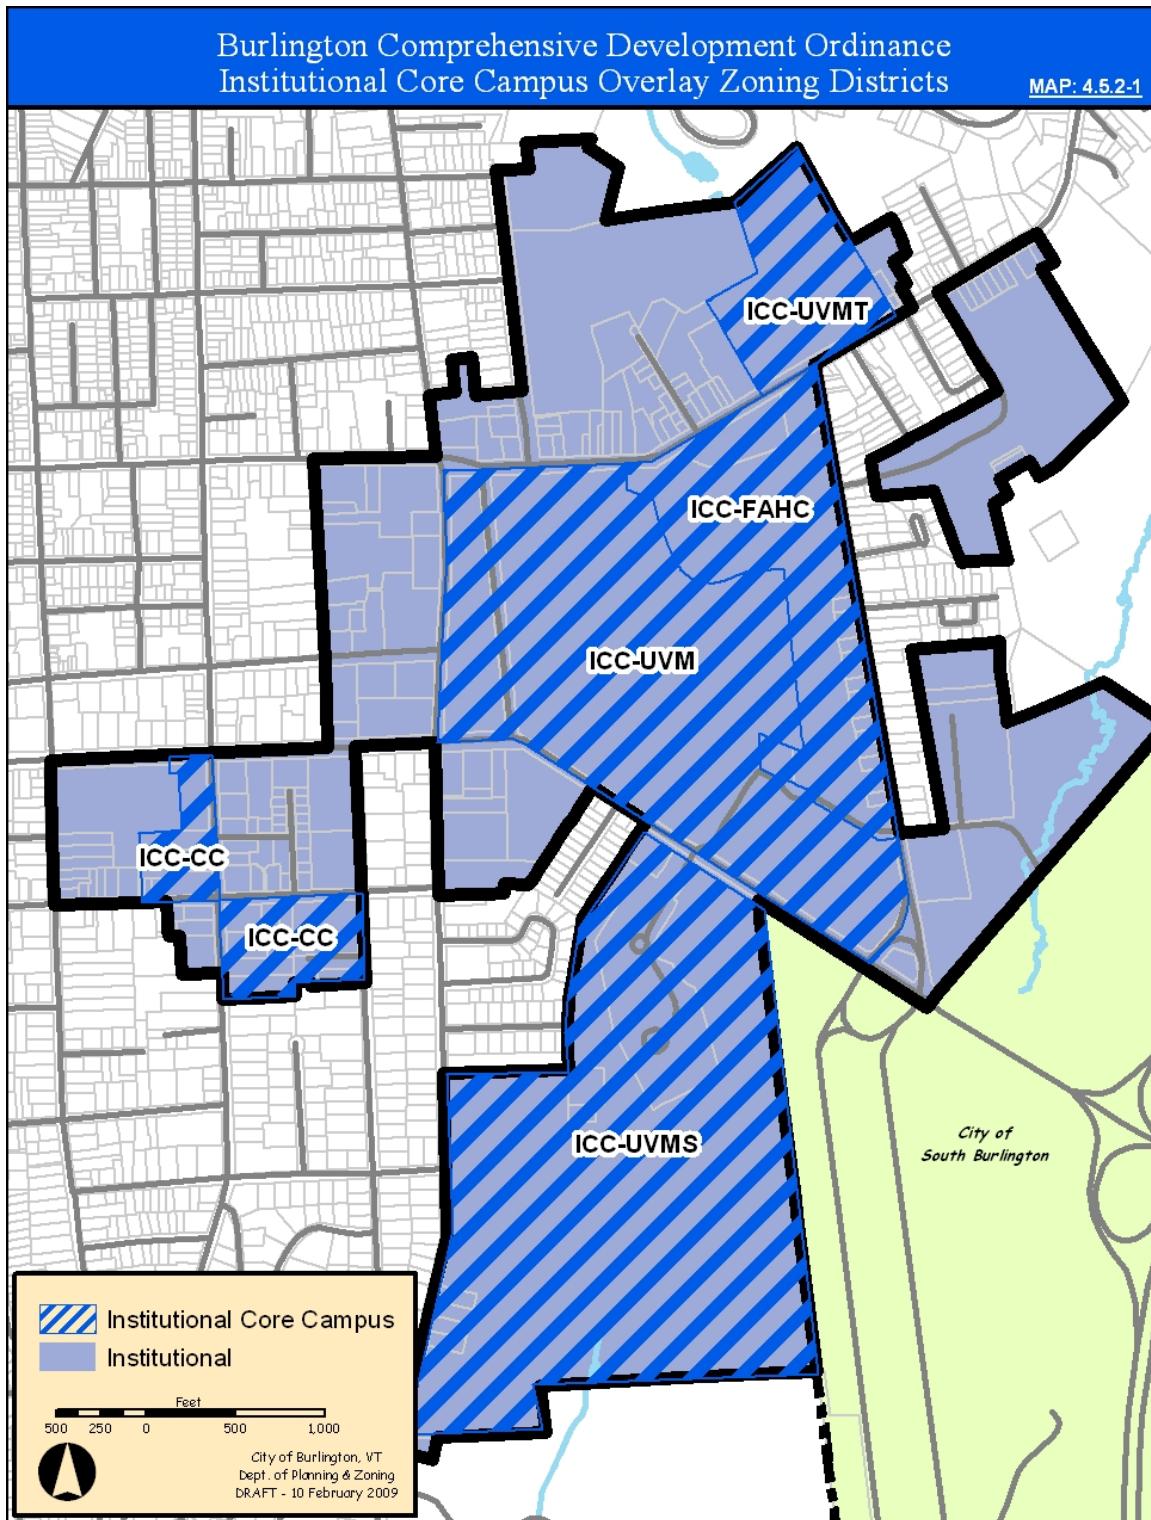 Burlington Comprehensive Development Ordinance
Institutional Core Campus Overlay Zoning Districts
MAP: 4.5.2-1
ICC-UVMT
ICC-FAHC
ICC-UVM
ICC-CC
ICC-CC
ICC-UVMS
City of
South Burlington
Institutional Core Campus
Institutional
Feet
500 250 0 500 1,000
City of Burlington, VT
Dept. of Planning & Zoning
DRAFT - 10 February 2009